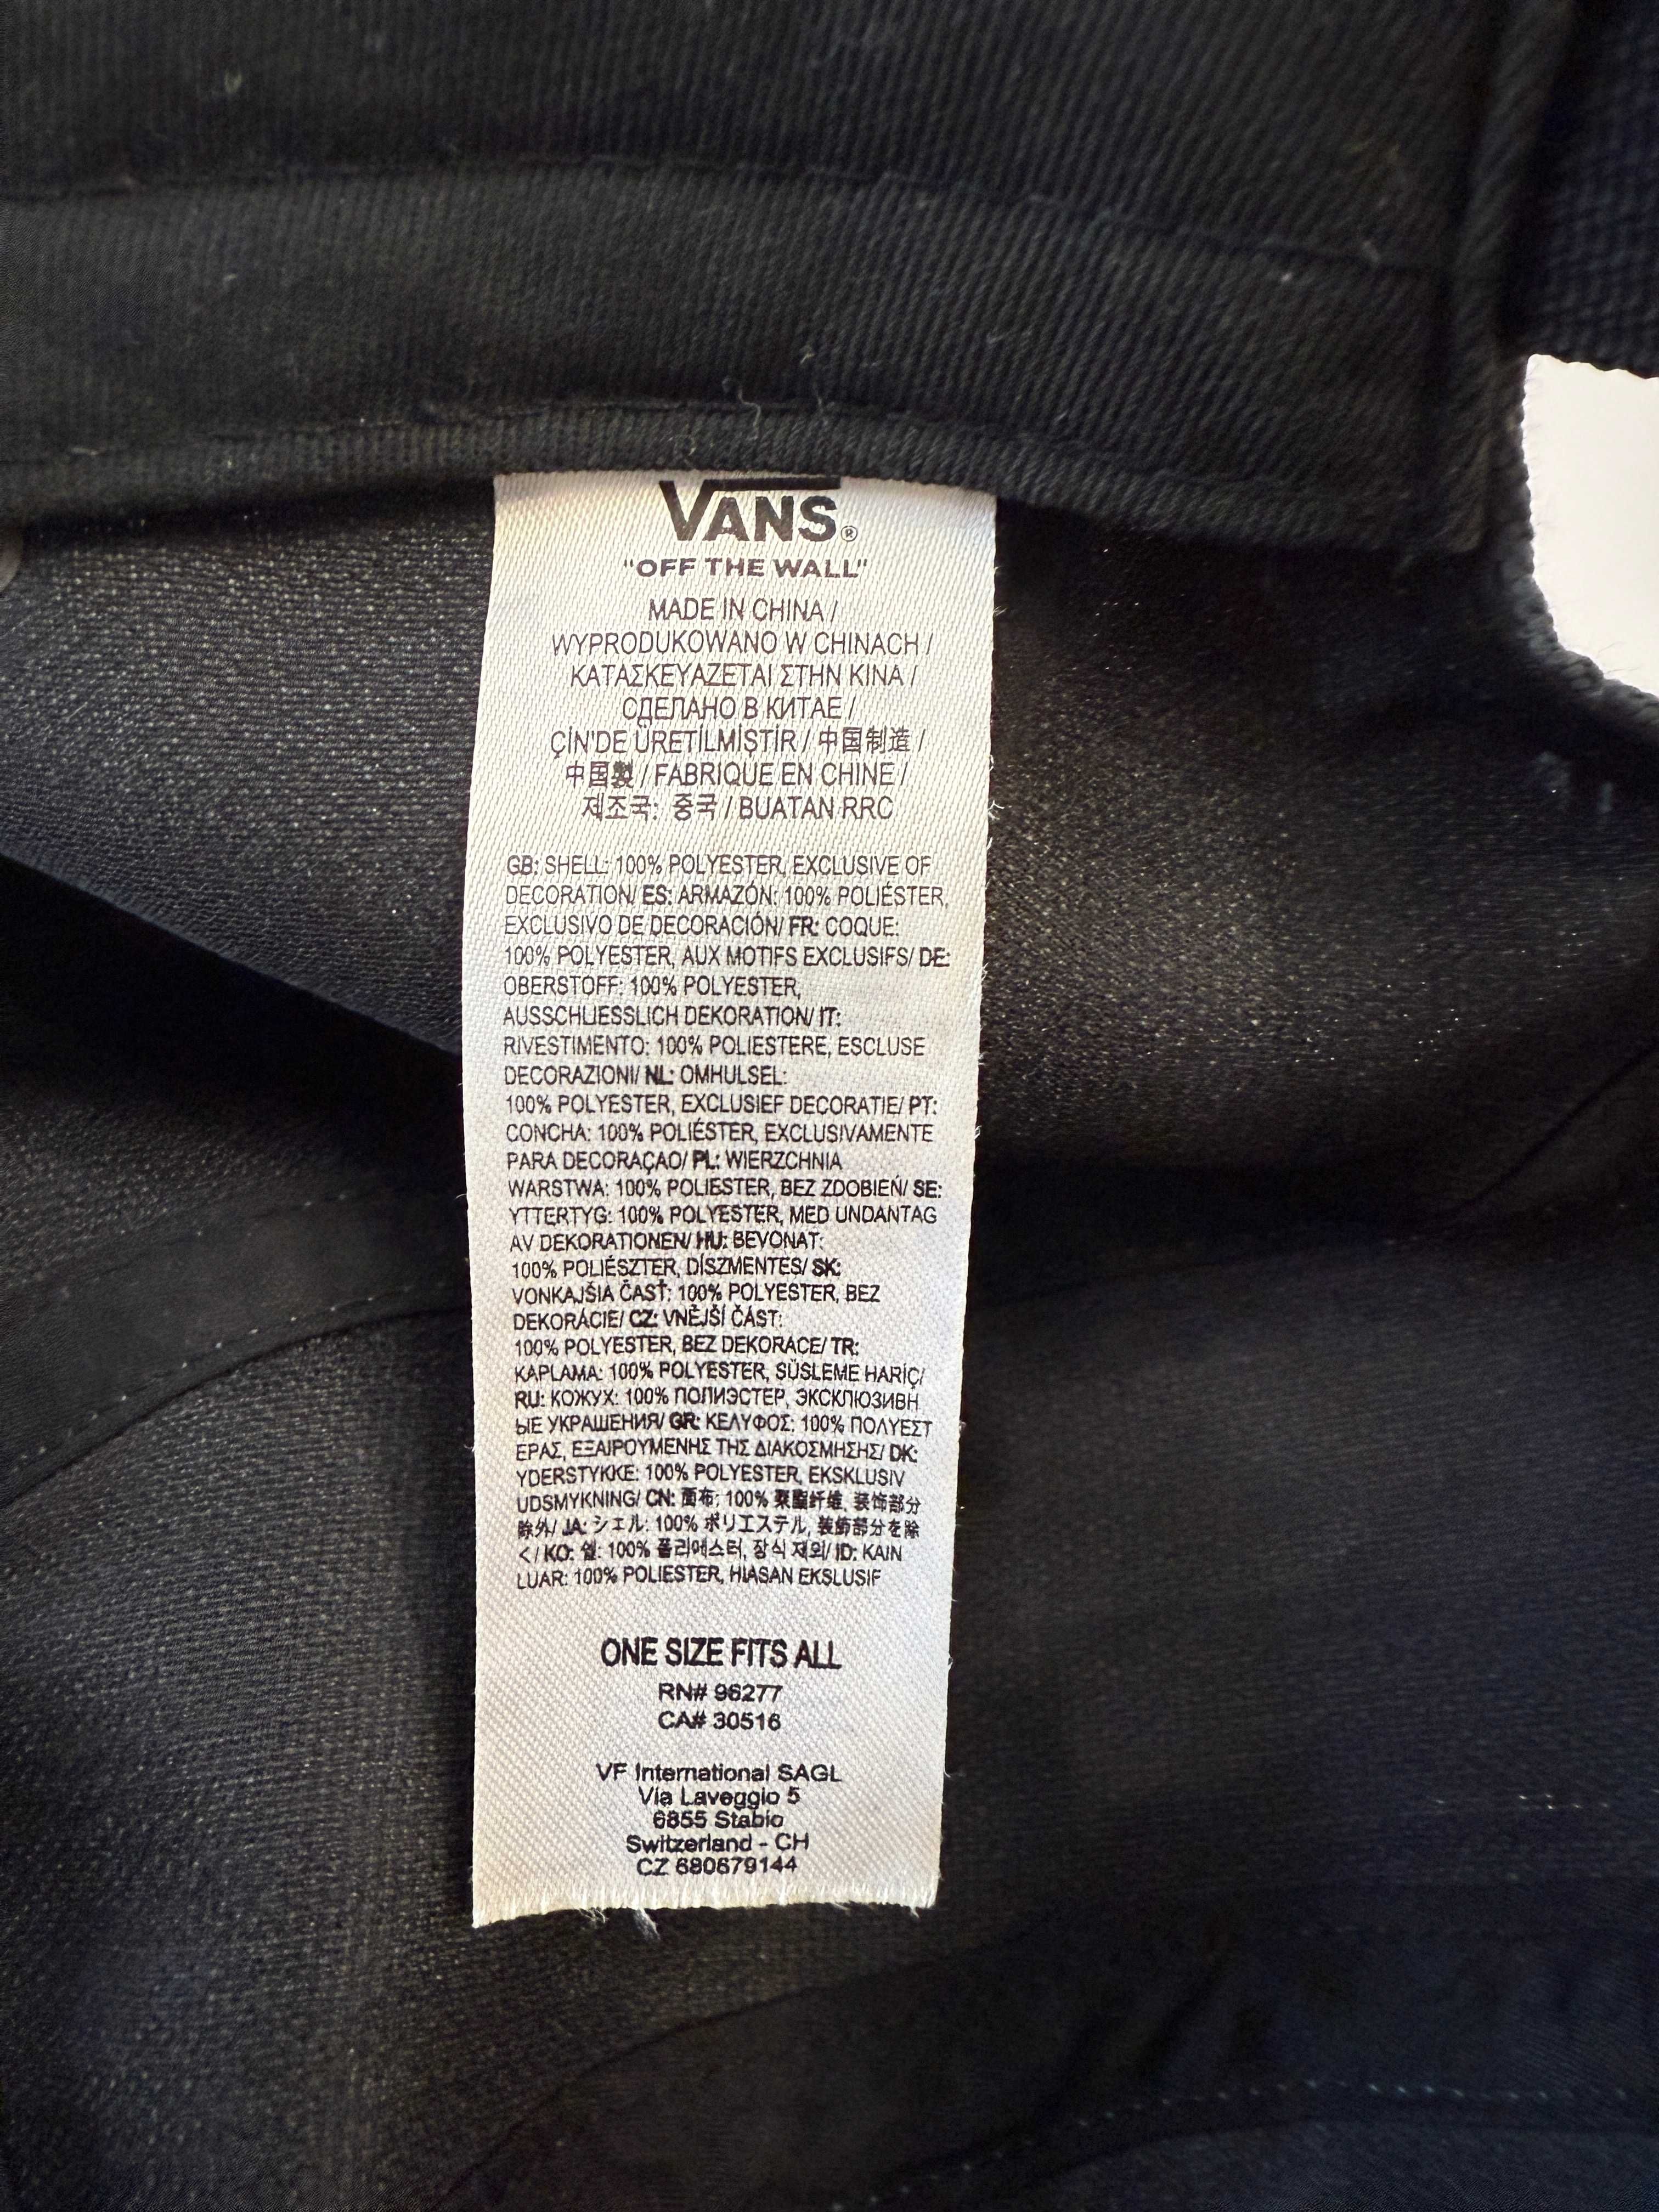 VANS®
"OFF THE WALL"
MADE IN CHINA /
WYPRODUKOWANO W CHINACH /
ΚΑΤΑΣΚΕΥΑΖΕΤΑΙ ΣΤΗΝ ΚΙΝΑ /
СДЕЛАНО В КИТАЕ /
ÇİN'DE ÜRETİLMİSTİR / 中国制造 /
中国製 / FABRIQUE EN CHINE /
제조국: 중국 / BUATAN RRC
GB: SHELL: 100% POLYESTER, EXCLUSIVE OF
DECORATION/ ES: ARMAZÓN: 100% POLIÉSTER,
EXCLUSIVO DE DECORACIÓN/ FR: COQUE:
100% POLYESTER, AUX MOTIFS EXCLUSIFS/ DE:
OBERSTOFF: 100% POLYESTER,
AUSSCHLIESSLICH DEKORATION/ IT:
RIVESTIMENTO: 100% POLIESTERE, ESCLUSE
DECORAZIONI/ NL: OMHULSEL:
100% POLYESTER, EXCLUSIEF DECORATIE/ PT:
CONCHA: 100% POLIÉSTER, EXCLUSIVAMENTE
PARA DECORAÇAO/ PL: WIERZCHNIA
WARSTWA: 100% POLIESTER, BEZ ZDOBIEŃ/ SE:
YTTERTYG: 100% POLYESTER, MED UNDANTAG
AV DEKORATIONEN/ HU: BEVONAT:
100% POLIÉSZTER, DÍSZMENTES/ SK:
VONKAJŠIA ČASŤ: 100% POLYESTER, BEZ
DEKORÁCIE/ CZ: VNĚJŠÍ ČÁST:
100% POLYESTER, BEZ DEKORACE/ TR:
KAPLAMA: 100% POLYESTER, SÜSLEME HARİÇ/
RU: КОЖУХ: 100% ПОЛИЭСТЕР, ЭКСКЛЮЗИВН
ЫЕ УКРАШЕНИЯ/ GR: ΚΕΛΥΦΟΣ: 100% ΠΟΛΥΕΣΤ
ΕΡΑΣ, ΕΞΑΙΡΟΥΜΕΝΗΣ ΤΗΣ ΔΙΑΚΟΣΜΗΣΗΣ/ DK:
YDERSTYKKE: 100% POLYESTER, EKSKLUSIV
UDSMYKNING/ CN: 面布: 100% 聚酯纤维, 装饰部分
除外/ JA: シェル: 100% ポリエステル, 装飾部分を除
く/ KO: 쉘: 100% 폴리에스터, 장식 제외/ ID: KAIN
LUAR: 100% POLIESTER, HIASAN EKSLUSIF
ONE SIZE FITS ALL
RN# 96277
CA# 30516
VF International SAGL
Via Laveggio 5
6855 Stabio
Switzerland - CH
CZ 680679144